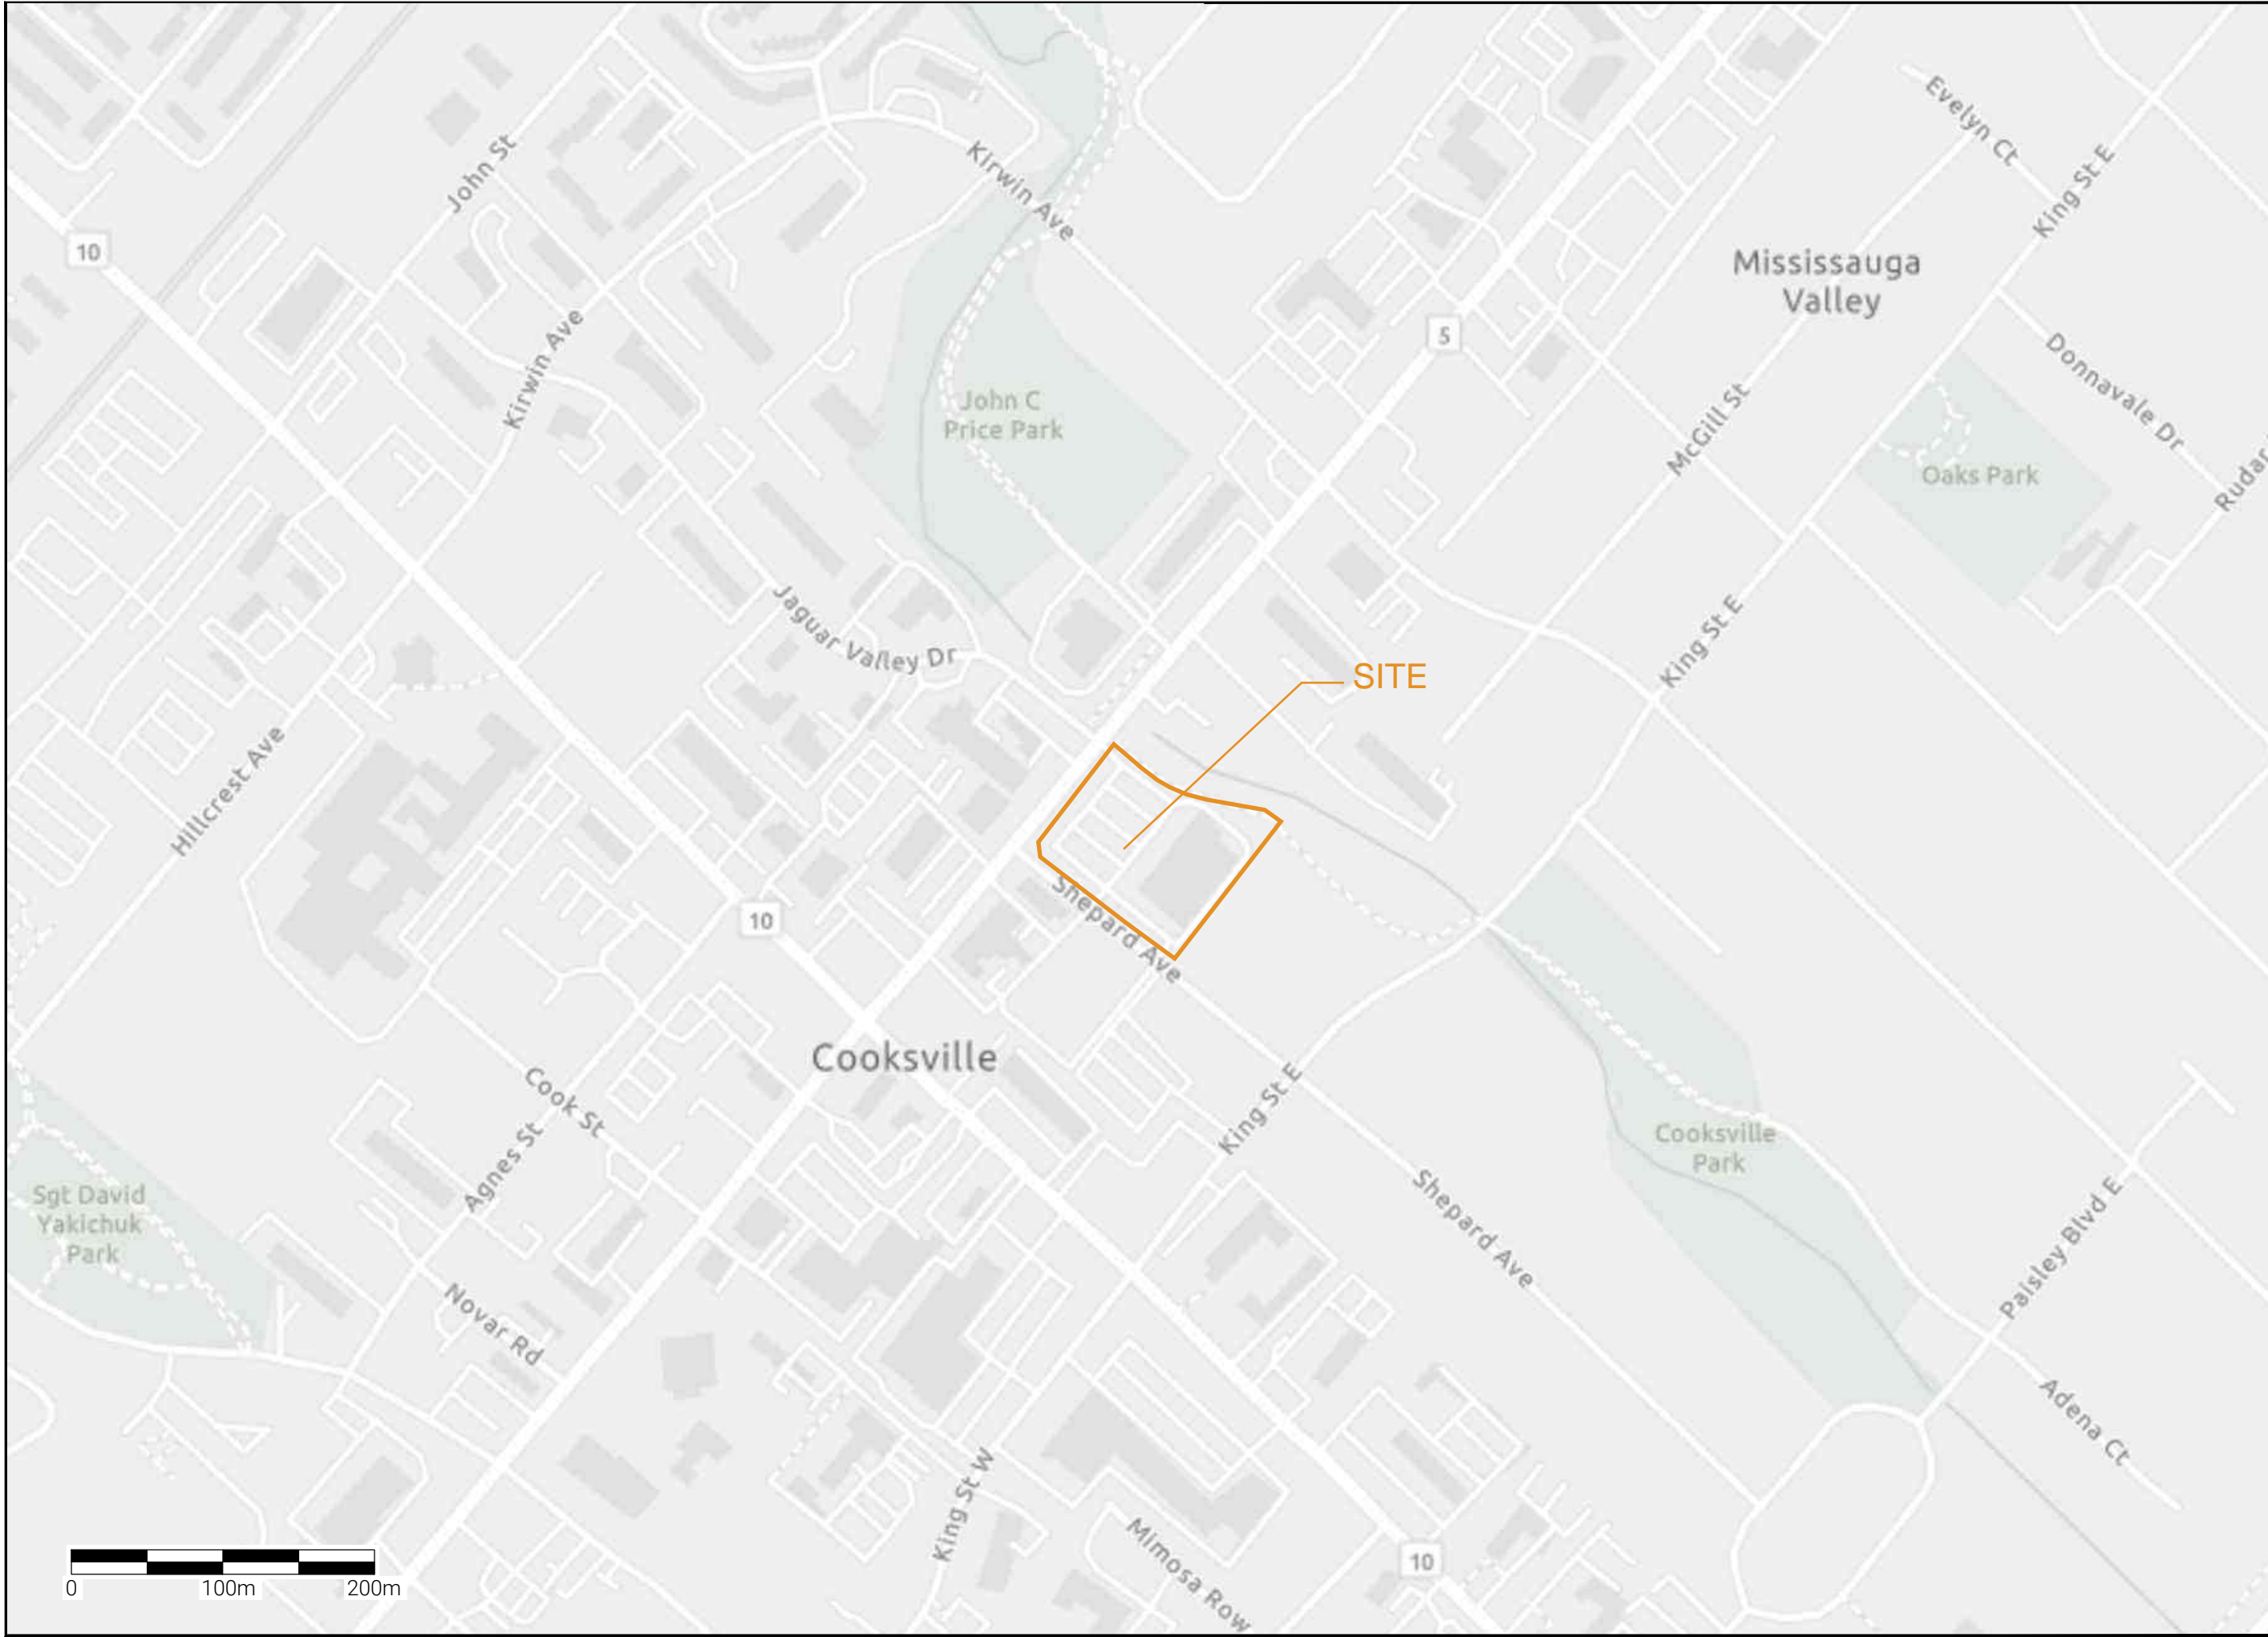 Evelyn Ct
John St
Kirwin Ave
King St E
10
Mississauga
Valley
5
Kirwin Ave
Donnavale Dr
John C
Price Park
McGill St
Oaks Park
Jaguar Valley Dr
King St E
SITE
Hillcrest Ave
Shepard Ave
10
Cooksville
Cook St
King St E
Agnes St
Cooksville
Park
Sgt David
Yakichuk
Park
Shepard Ave
Paisley Blvd E
Novar Rd
Adena Ct
King St W
Mimosa Row
10
0 100m 200m